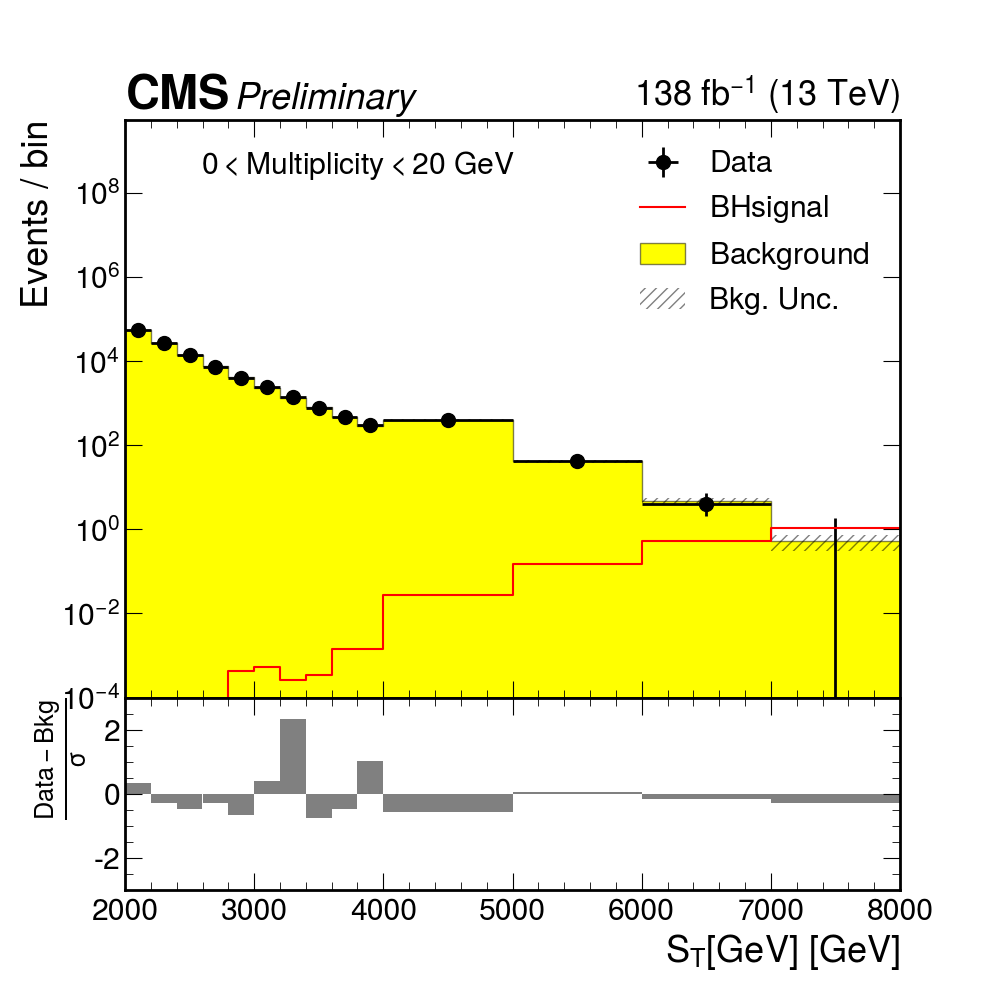 CMS Preliminary 138 fb⁻¹ (13 TeV)
Events / bin
0 < Multiplicity < 20 GeV
Data
BHsignal
Background
Bkg. Unc.
10⁸
10⁶
10⁴
10²
10⁰
10⁻²
10⁻⁴
Data – Bkg
σ
2
0
-2
2000 3000 4000 5000 6000 7000 8000
S_T[GeV] [GeV]